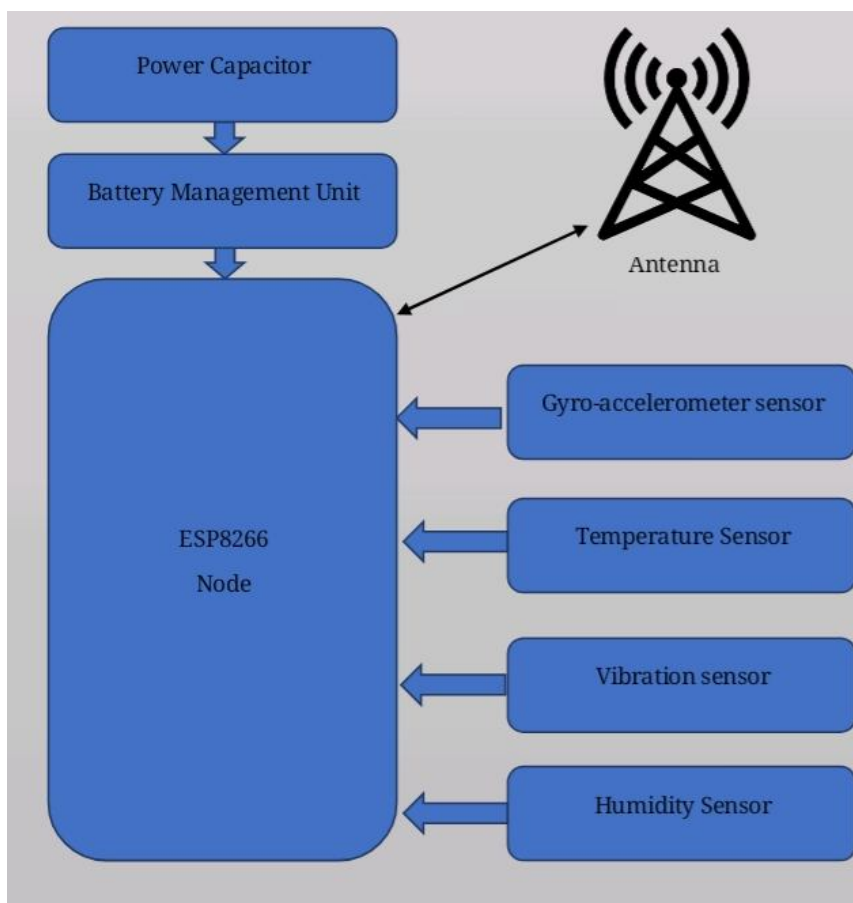 Power Capacitor
Battery Management Unit
Antenna
Gyro-accelerometer sensor
ESP8266
Node
Temperature Sensor
Vibration sensor
Humidity Sensor